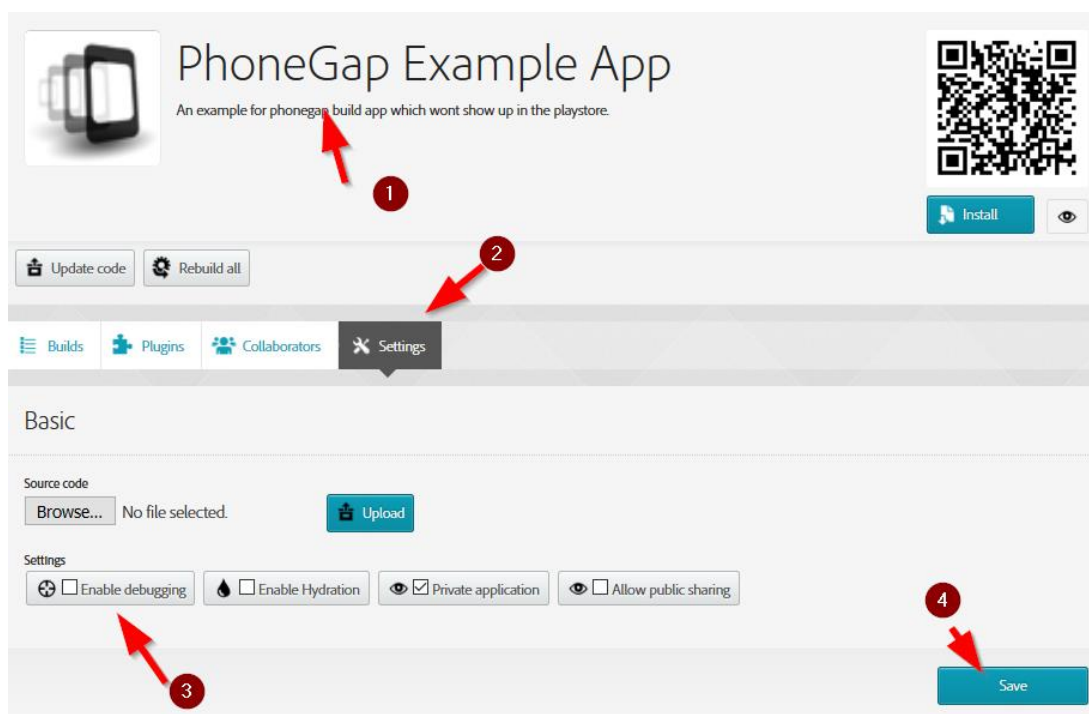 PhoneGap Example App
An example for phonegap build app which wont show up in the playstore.
1
Install
2
Update code Rebuild all
Builds Plugins Collaborators Settings
Basic
Source code
Browse... No file selected. Upload
Settings
Enable debugging Enable Hydration Private application Allow public sharing
4
3
Save